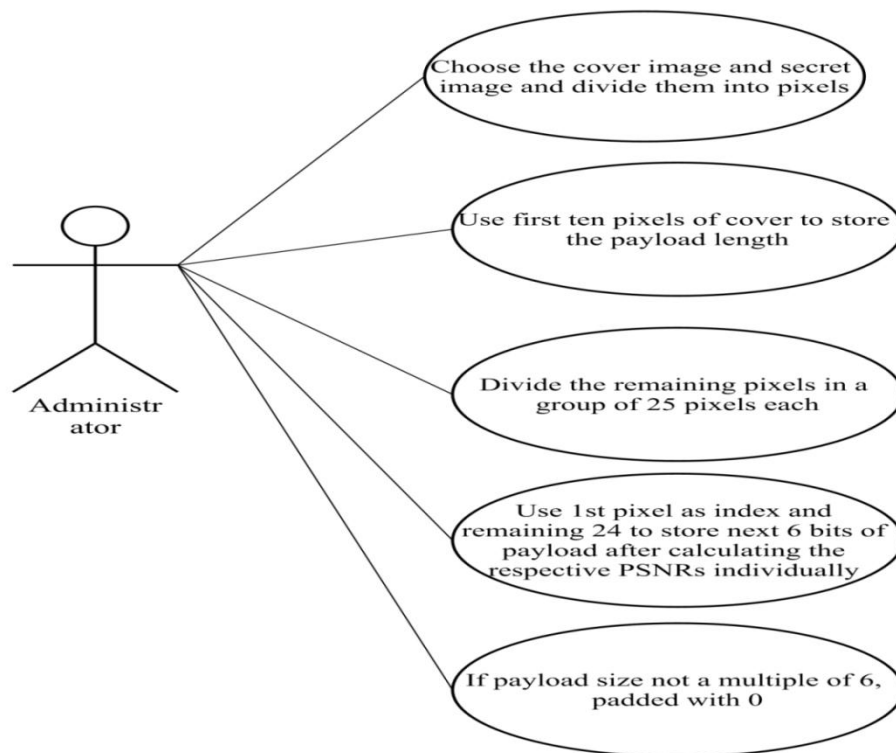 Choose the cover image and secret
image and divide them into pixels
Use first ten pixels of cover to store
the payload length
Divide the remaining pixels in a
group of 25 pixels each
Administr
ator
Use 1st pixel as index and
remaining 24 to store next 6 bits of
payload after calculating the
respective PSNRs individually
If payload size not a multiple of 6,
padded with 0